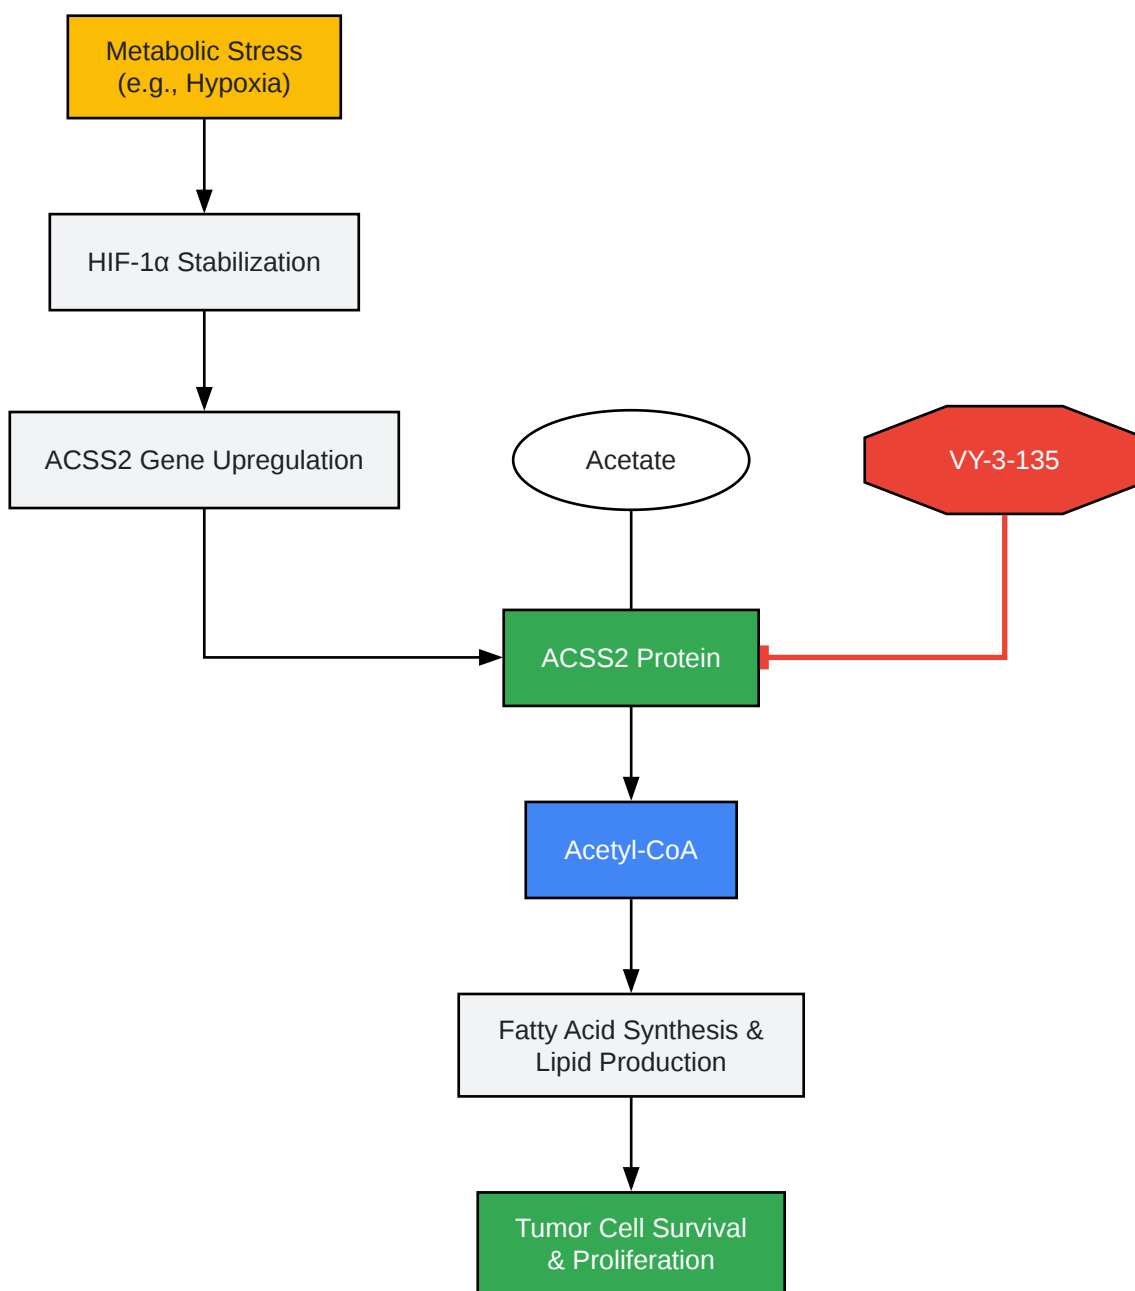 Metabolic Stress
(e.g., Hypoxia)
HIF-1α Stabilization
ACSS2 Gene Upregulation
Acetate
VY-3-135
ACSS2 Protein
Acetyl-CoA
Fatty Acid Synthesis &
Lipid Production
Tumor Cell Survival
& Proliferation